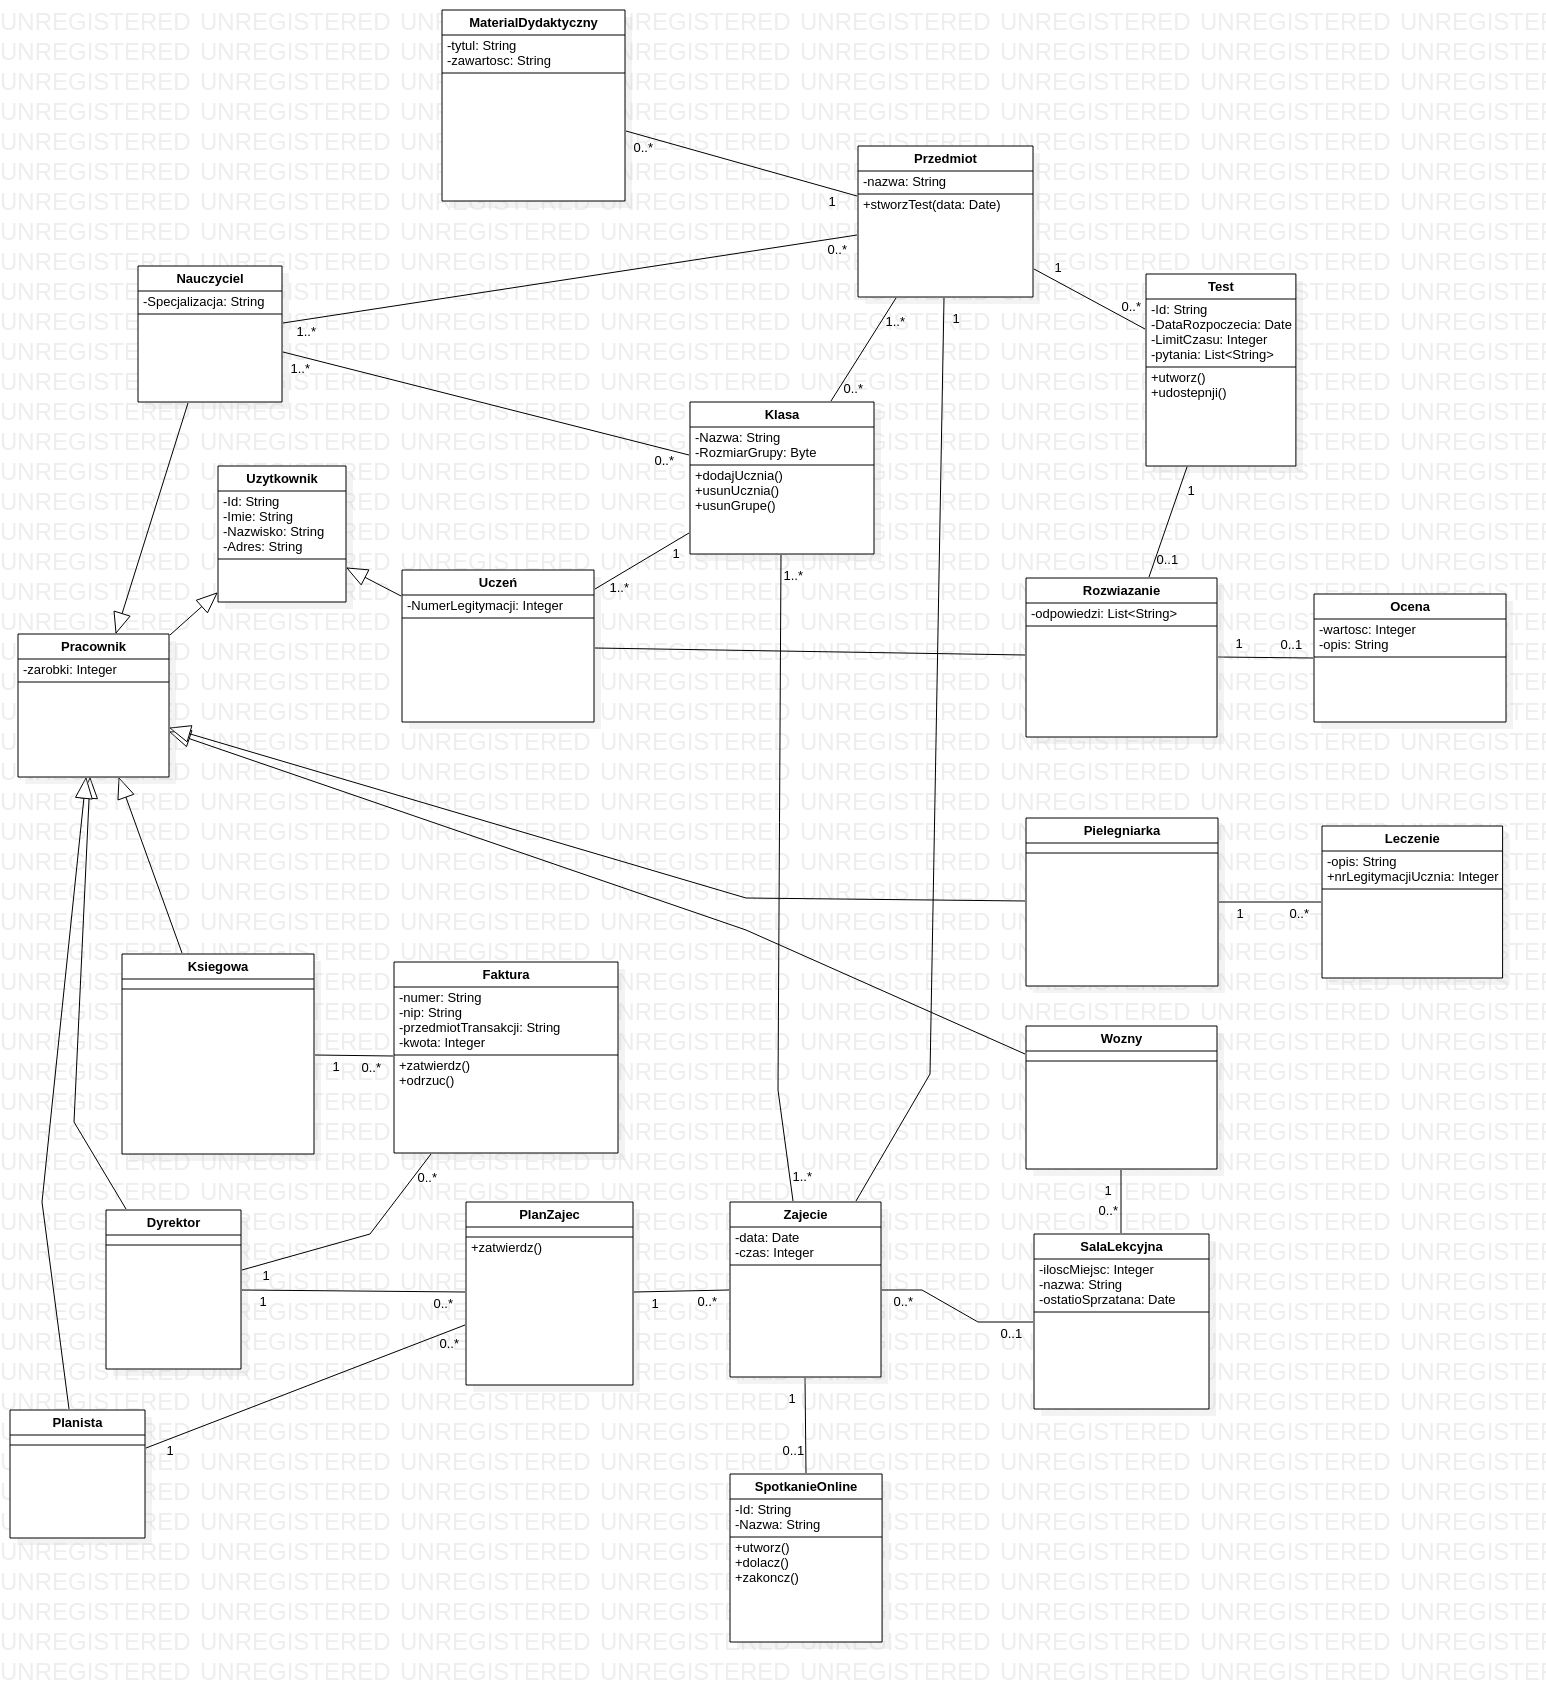 MaterialDydaktyczny
-tytul: String
-zawartosc: String
0..*
1
Przedmiot
-nazwa: String
+stworzTest(data: Date)
0..*
1..*
1
1
0..*
Nauczyciel
-Specjalizacja: String
1..*
1..*
Test
-Id: String
-DataRozpoczecia: Date
-LimitCzasu: Integer
-pytania: List<String>
+utworz()
+udostepnji()
1
0..1
0..*
Klasa
-Nazwa: String
-RozmiarGrupy: Byte
+dodajUcznia()
+usunUcznia()
+usunGrupe()
0..*
1
1..*
1..*
Uzytkownik
-Id: String
-Imie: String
-Nazwisko: String
-Adres: String
Uczeń
-NumerLegitymacji: Integer
Rozwiazanie
-odpowiedzi: List<String>
1
0..1
Ocena
-wartosc: Integer
-opis: String
Pracownik
-zarobki: Integer
Pielegniarka
1
0..*
Leczenie
-opis: String
+nrLegitymacjiUcznia: Integer
Ksiegowa
1
0..*
Faktura
-numer: String
-nip: String
-przedmiotTransakcji: String
-kwota: Integer
+zatwierdz()
+odrzuc()
0..*
Wozny
1
0..*
Dyrektor
1
1
0..*
0..*
PlanZajec
+zatwierdz()
1
0..*
1..*
Zajecie
-data: Date
-czas: Integer
0..*
0..1
SalaLekcyjna
-iloscMiejsc: Integer
-nazwa: String
-ostatioSprzatana: Date
1
0..1
Planista
1
SpotkanieOnline
-Id: String
-Nazwa: String
+utworz()
+dolacz()
+zakoncz()
UNREGISTERED